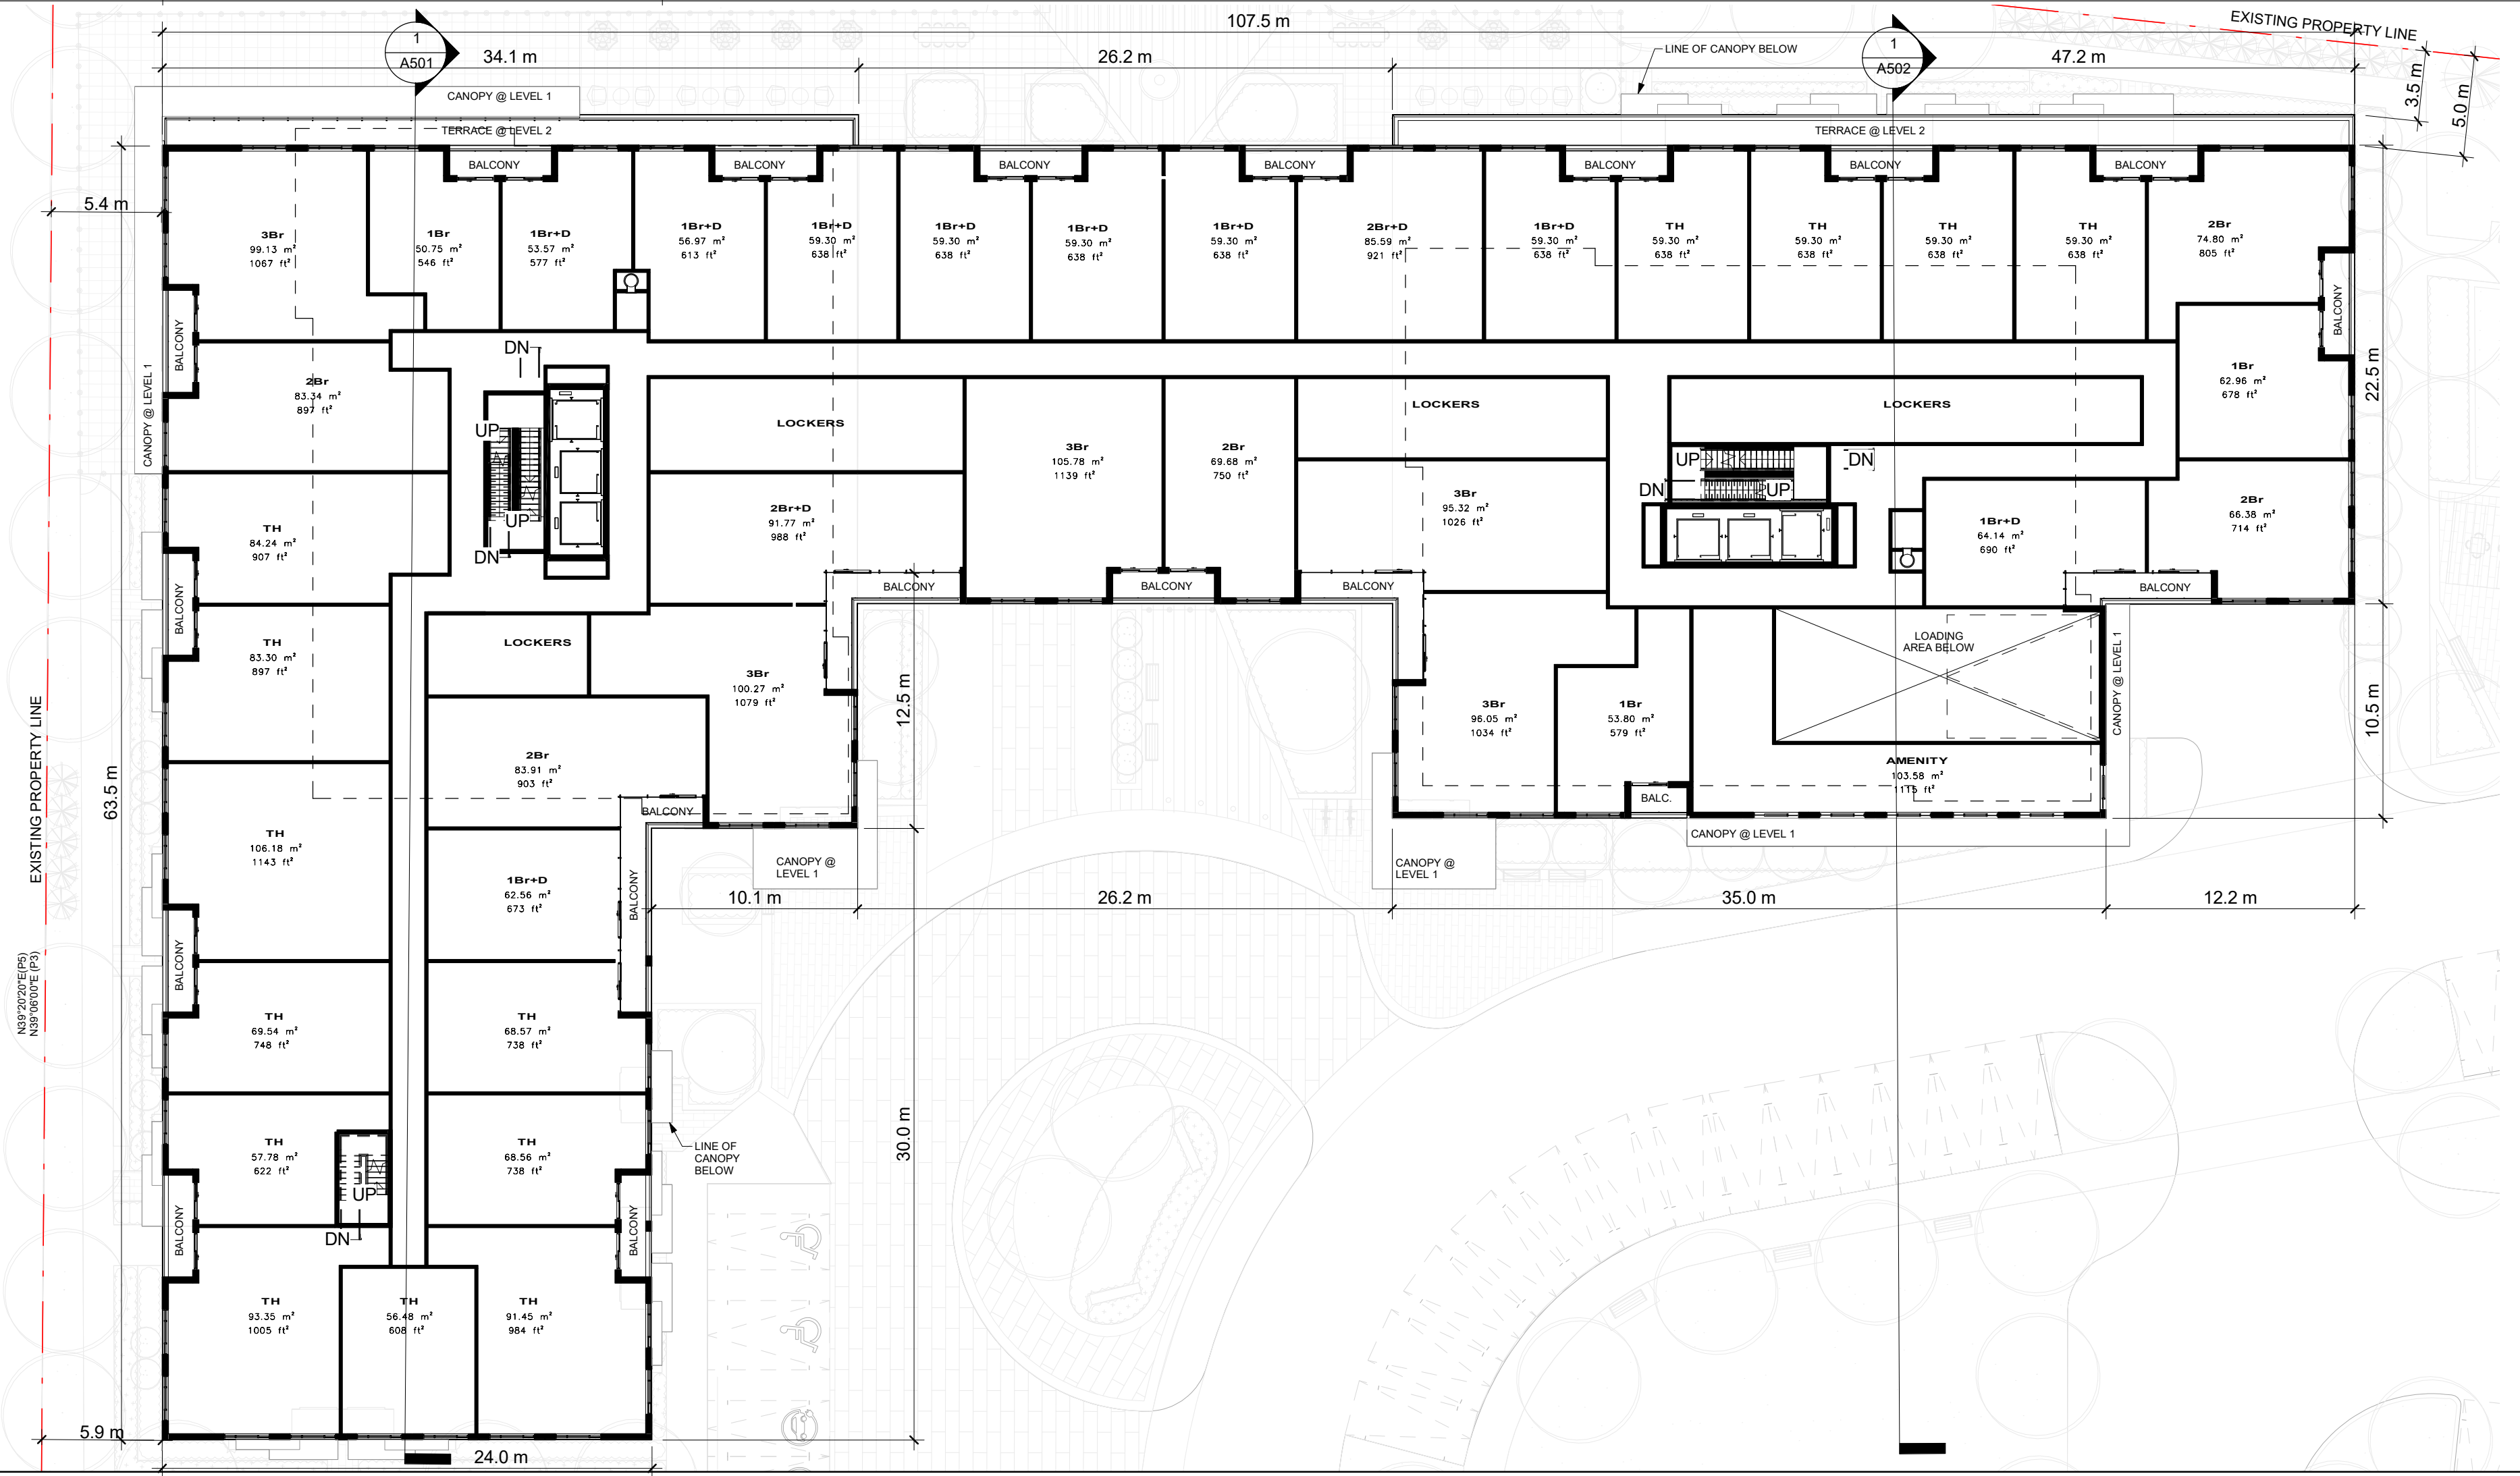 107.5 m
EXISTING PROPERTY LINE
1
A501
34.1 m
26.2 m
LINE OF CANOPY BELOW
1
A502
47.2 m
3.5 m
5.0 m
CANOPY @ LEVEL 1
TERRACE @ LEVEL 2
TERRACE @ LEVEL 2
BALCONY
BALCONY
BALCONY
BALCONY
BALCONY
BALCONY
BALCONY
5.4 m
3Br
99.13 m²
1067 ft²
1Br
50.75 m²
546 ft²
1Br+D
53.57 m²
577 ft²
1Br+D
56.97 m²
613 ft²
1Br+D
59.30 m²
638 ft²
1Br+D
59.30 m²
638 ft²
1Br+D
59.30 m²
638 ft²
1Br+D
59.30 m²
638 ft²
2Br+D
85.59 m²
921 ft²
1Br+D
59.30 m²
638 ft²
TH
59.30 m²
638 ft²
TH
59.30 m²
638 ft²
TH
59.30 m²
638 ft²
TH
59.30 m²
638 ft²
2Br
74.80 m²
805 ft²
BALCONY
BALCONY
CANOPY @ LEVEL 1
DN
2Br
83.34 m²
897 ft²
UP
UP
DN
LOCKERS
3Br
105.78 m²
1139 ft²
2Br
69.68 m²
750 ft²
LOCKERS
LOCKERS
1Br
62.96 m²
678 ft²
22.5 m
UP
DN
DN
UP
TH
84.24 m²
907 ft²
2Br+D
91.77 m²
988 ft²
3Br
95.32 m²
1026 ft²
1Br+D
64.14 m²
690 ft²
2Br
66.38 m²
714 ft²
BALCONY
BALCONY
BALCONY
BALCONY
BALCONY
TH
83.30 m²
897 ft²
LOCKERS
3Br
100.27 m²
1079 ft²
12.5 m
3Br
96.05 m²
1034 ft²
1Br
53.80 m²
579 ft²
LOADING
AREA BELOW
CANOPY @ LEVEL 1
10.5 m
EXISTING PROPERTY LINE
63.5 m
2Br
83.91 m²
903 ft²
BALCONY
BALC.
AMENITY
103.58 m²
1115 ft²
CANOPY @ LEVEL 1
TH
106.18 m²
1143 ft²
CANOPY @
LEVEL 1
CANOPY @
LEVEL 1
1Br+D
62.56 m²
673 ft²
BALCONY
10.1 m
26.2 m
35.0 m
12.2 m
N39°20'20"E(P5)
N39°06'00"E (P3)
BALCONY
TH
69.54 m²
748 ft²
TH
68.57 m²
738 ft²
TH
57.78 m²
622 ft²
TH
68.56 m²
738 ft²
LINE OF
CANOPY
BELOW
30.0 m
UP
DN
BALCONY
BALCONY
TH
93.35 m²
1005 ft²
TH
56.48 m²
608 ft²
TH
91.45 m²
984 ft²
5.9 m
24.0 m